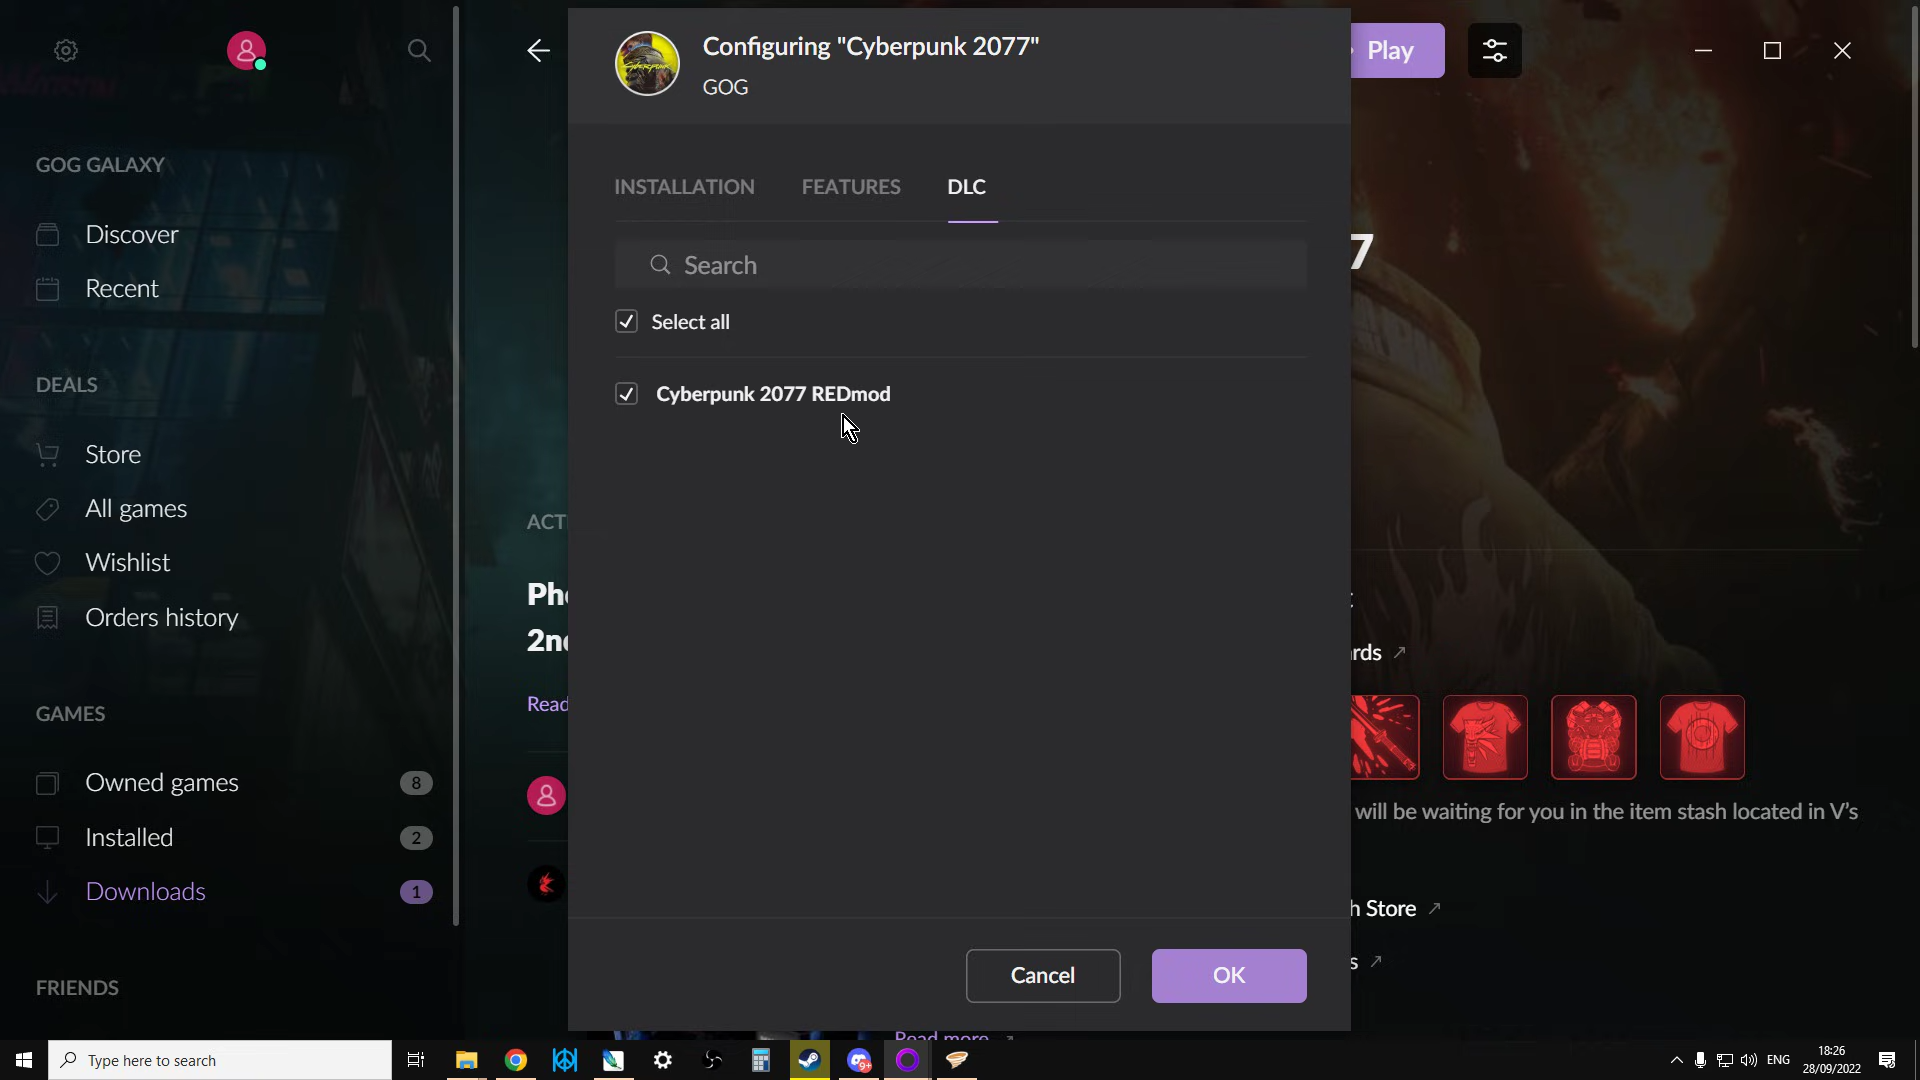 Configuring "Cyberpunk 2077"
GOG
Play
GOG GALAXY
Discover
Recent
DEALS
Store
All games
Wishlist
Orders history
GAMES
Owned games 8
Installed 2
Downloads 1
FRIENDS
INSTALLATION FEATURES DLC
Search
Select all
Cyberpunk 2077 REDmod
7
ACT
Pho
2nd
Read
rds
will be waiting for you in the item stash located in V's
h Store
s
Cancel OK
Read more
Type here to search
9+
ENG
18:26
28/09/2022